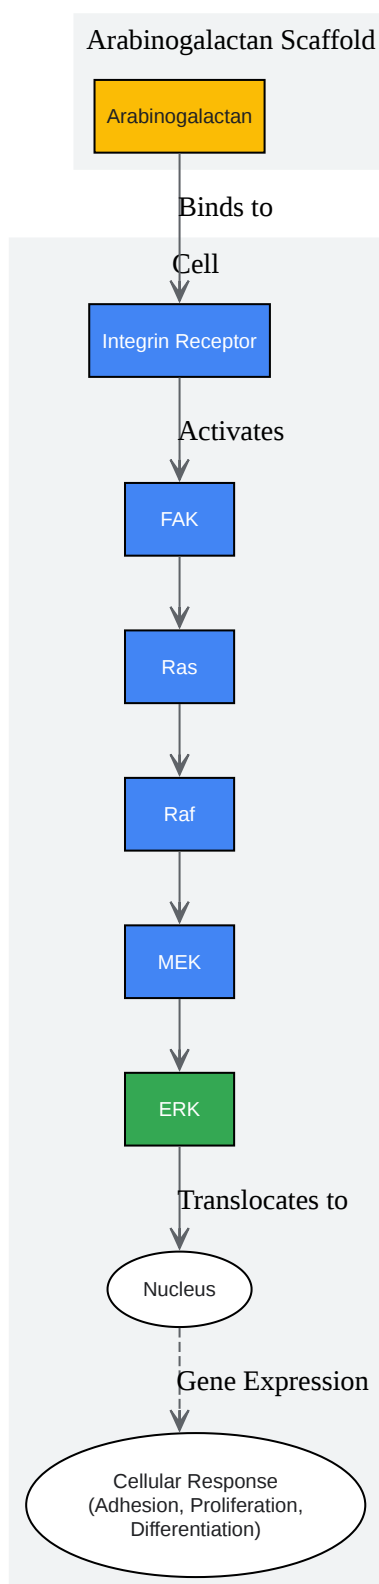 Arabinogalactan Scaffold
Arabinogalactan
Binds to
Cell
Integrin Receptor
Activates
FAK
Ras
Raf
MEK
ERK
Translocates to
Nucleus
Gene Expression
Cellular Response
(Adhesion, Proliferation,
Differentiation)